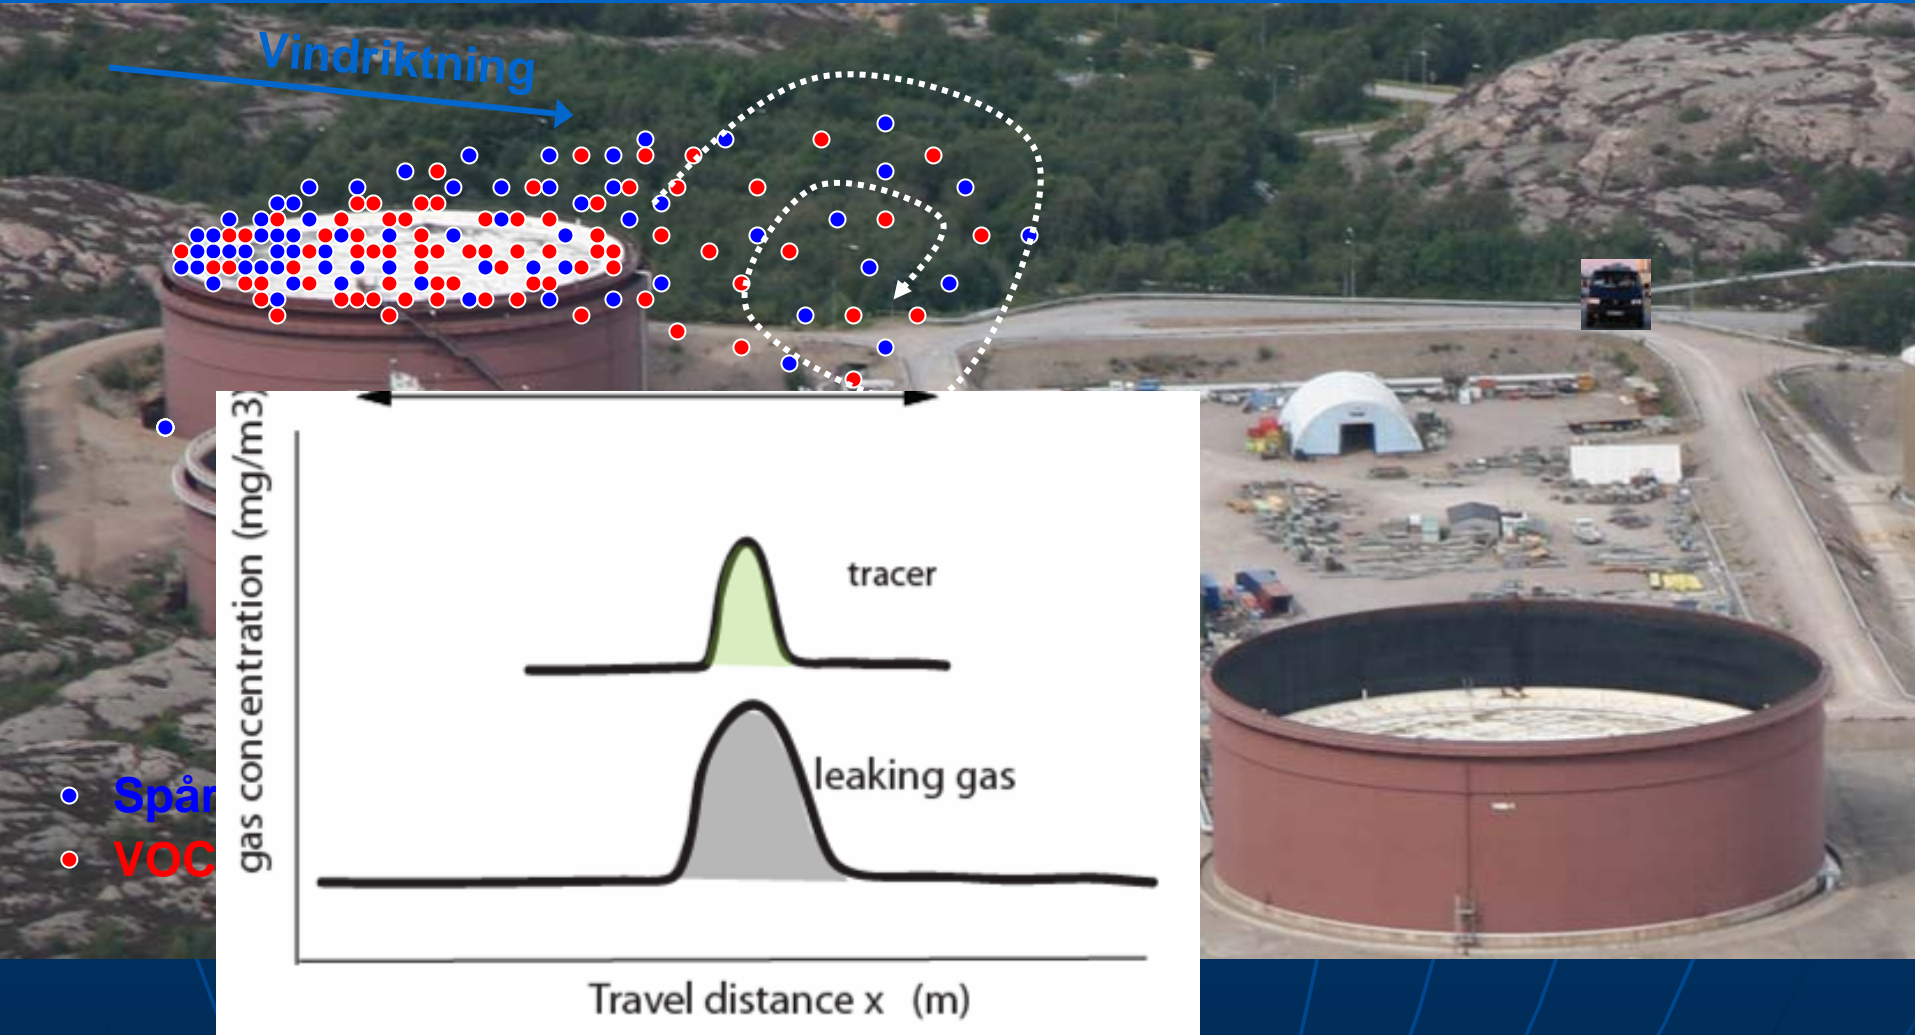 Vindriktning
gas concentration (mg/m3)
tracer
leaking gas
Spår
VOC
Travel distance x (m)